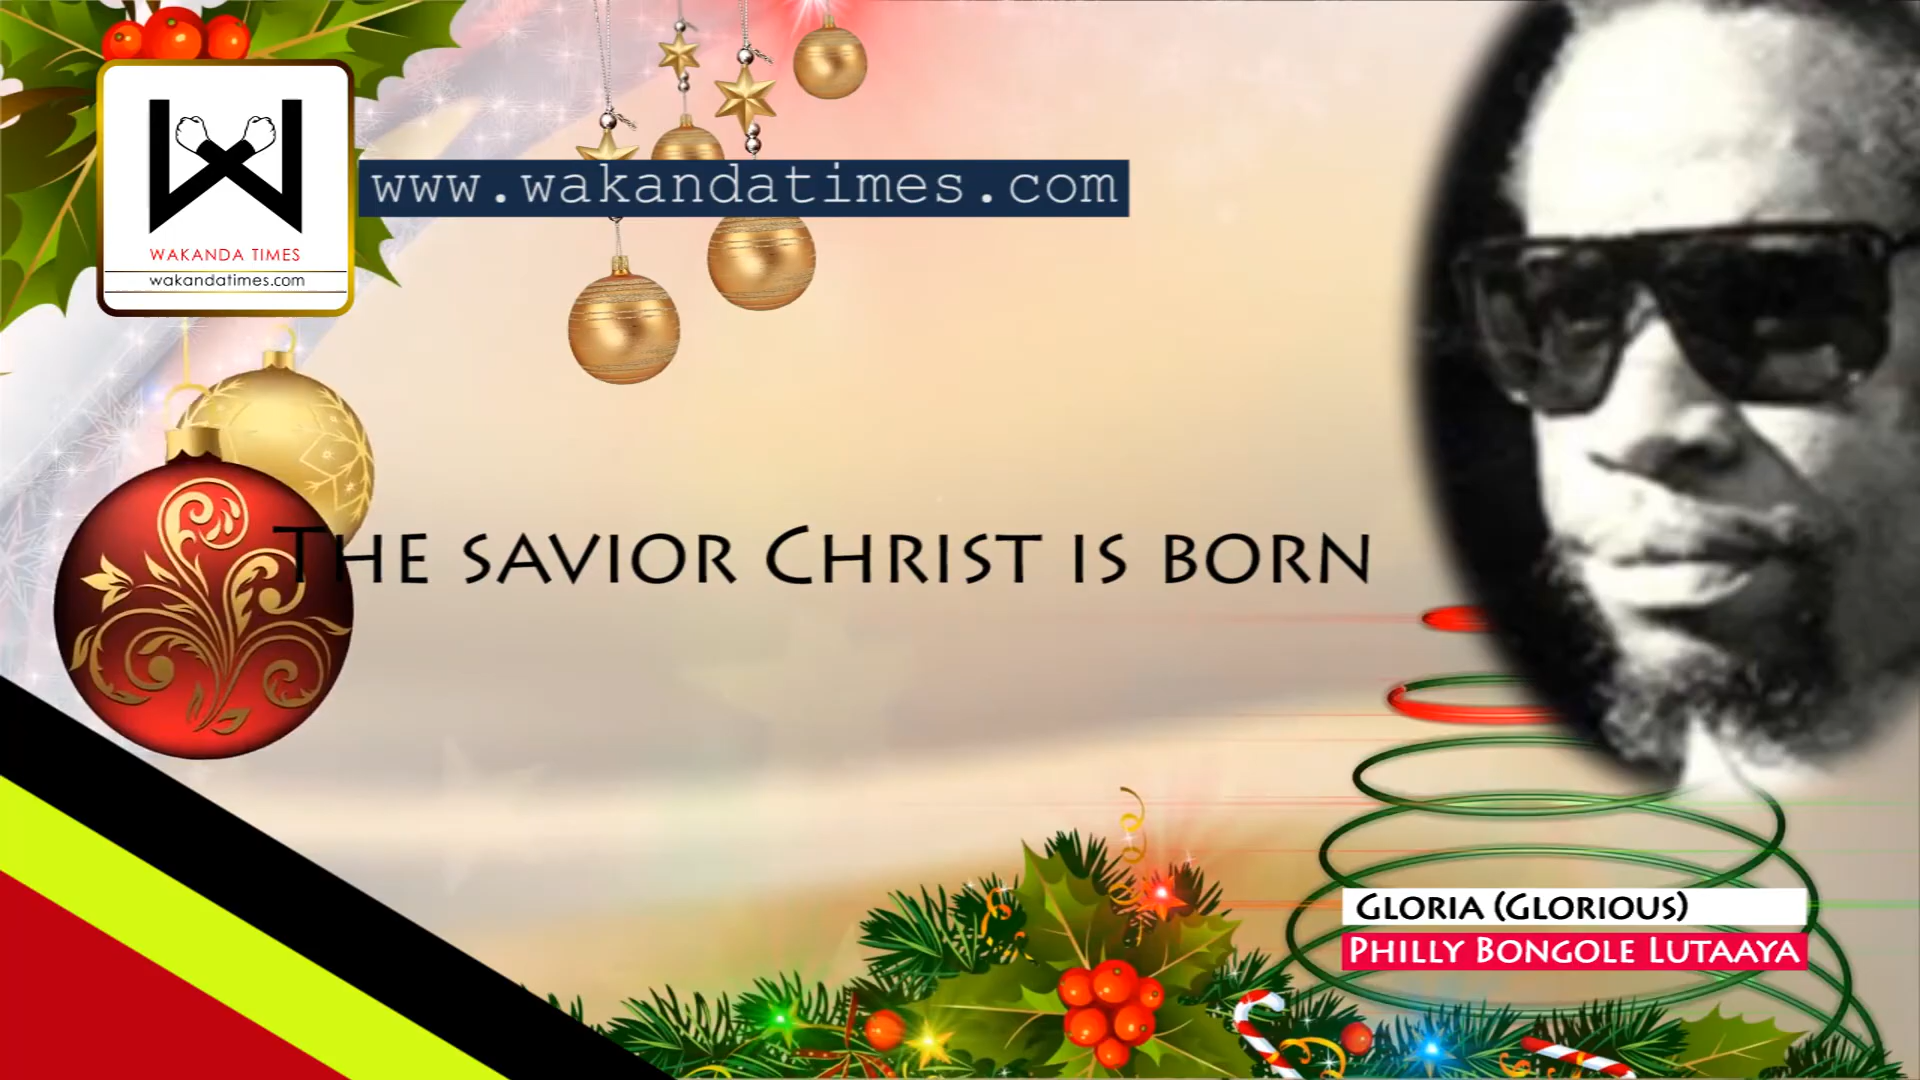 WAKANDA TIMES
wakandatimes.com
www.wakandatimes.com
THE SAVIOR CHRIST IS BORN
GLORIA (GLORIOUS)
PHILLY BONGOLE LUTAAYA